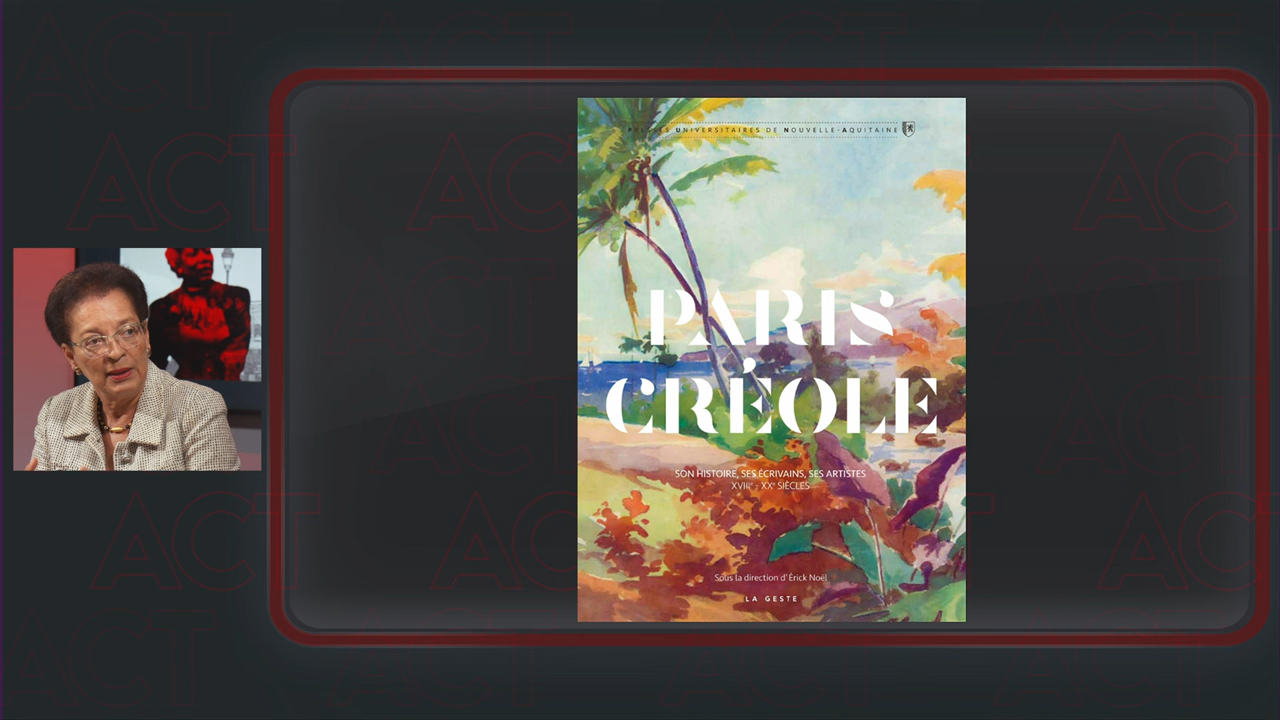 ACT
PRESSES UNIVERSITAIRES DE NOUVELLE-AQUITAINE
PARIS
CRÉOLE
SON HISTOIRE, SES ÉCRIVAINS, SES ARTISTES
XVIIIᵉ - XXᵉ SIÈCLES
Sous la direction d'Érick Noël
LA GESTE